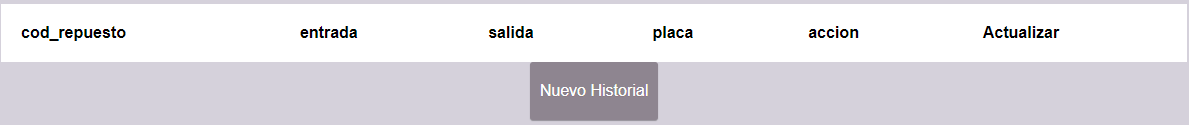 cod_repuesto entrada salida placa accion Actualizar
Nuevo Historial